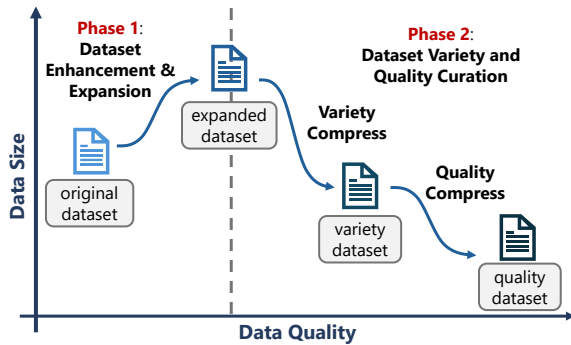 Phase 1:
Dataset
Enhancement &
Expansion
Phase 2:
Dataset Variety and
Quality Curation
expanded
dataset
Variety
Compress
original
dataset
Quality
Compress
variety
dataset
quality
dataset
Data Size
Data Quality